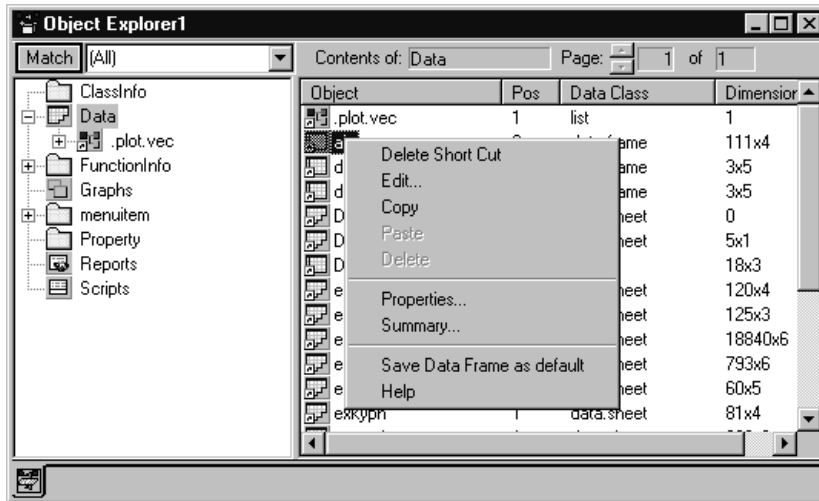 Object Explorer1
Match (All) Contents of: Data Page: 1 of 1
ClassInfo
Data
.plot.vec
FunctionInfo
Graphs
menuitem
Property
Reports
Scripts
Object Pos Data Class Dimension
.plot.vec 1 list 1
a 111x4
d 3x5
d 3x5
D 0
D 5x1
D 18x3
e 120x4
e 125x3
e 18840x6
e 793x6
e 60x5
exkyph 1 data.sheet 81x4
Delete Short Cut
Edit...
Copy
Paste
Delete
Properties...
Summary...
Save Data Frame as default
Help